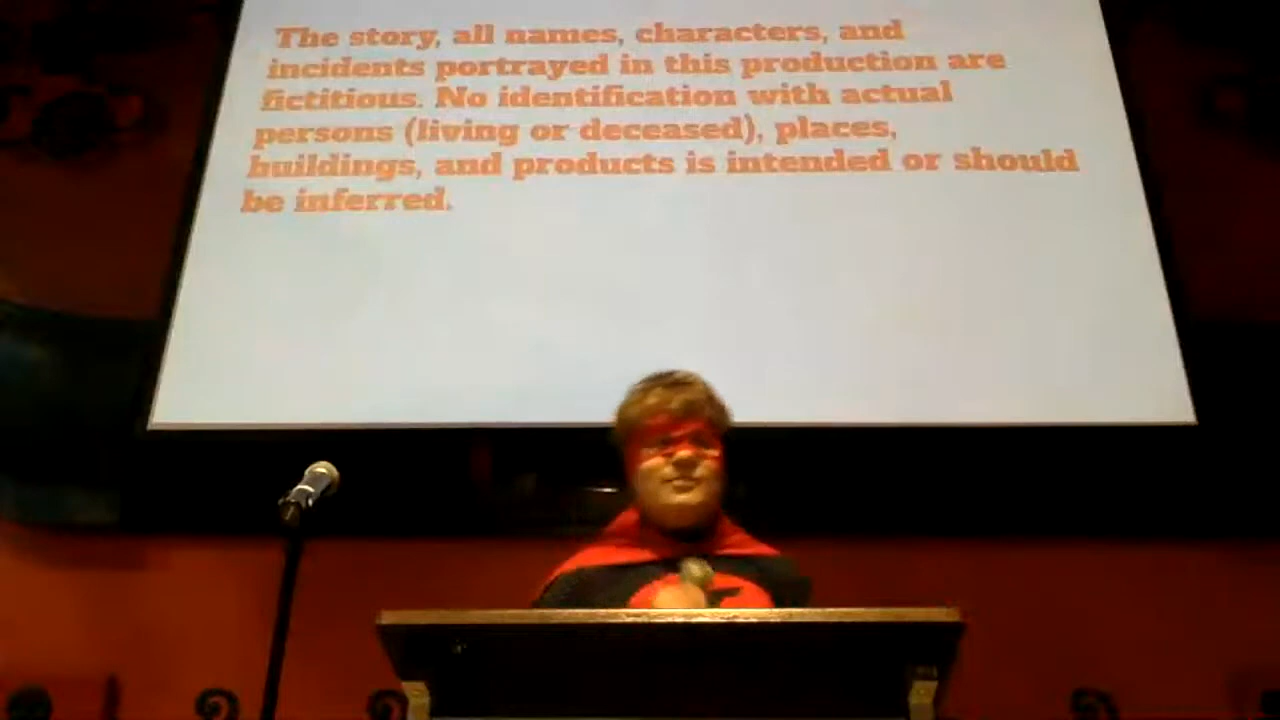 The story, all names, characters, and
incidents portrayed in this production are
fictitious. No identification with actual
persons (living or deceased), places,
buildings, and products is intended or should
be inferred.